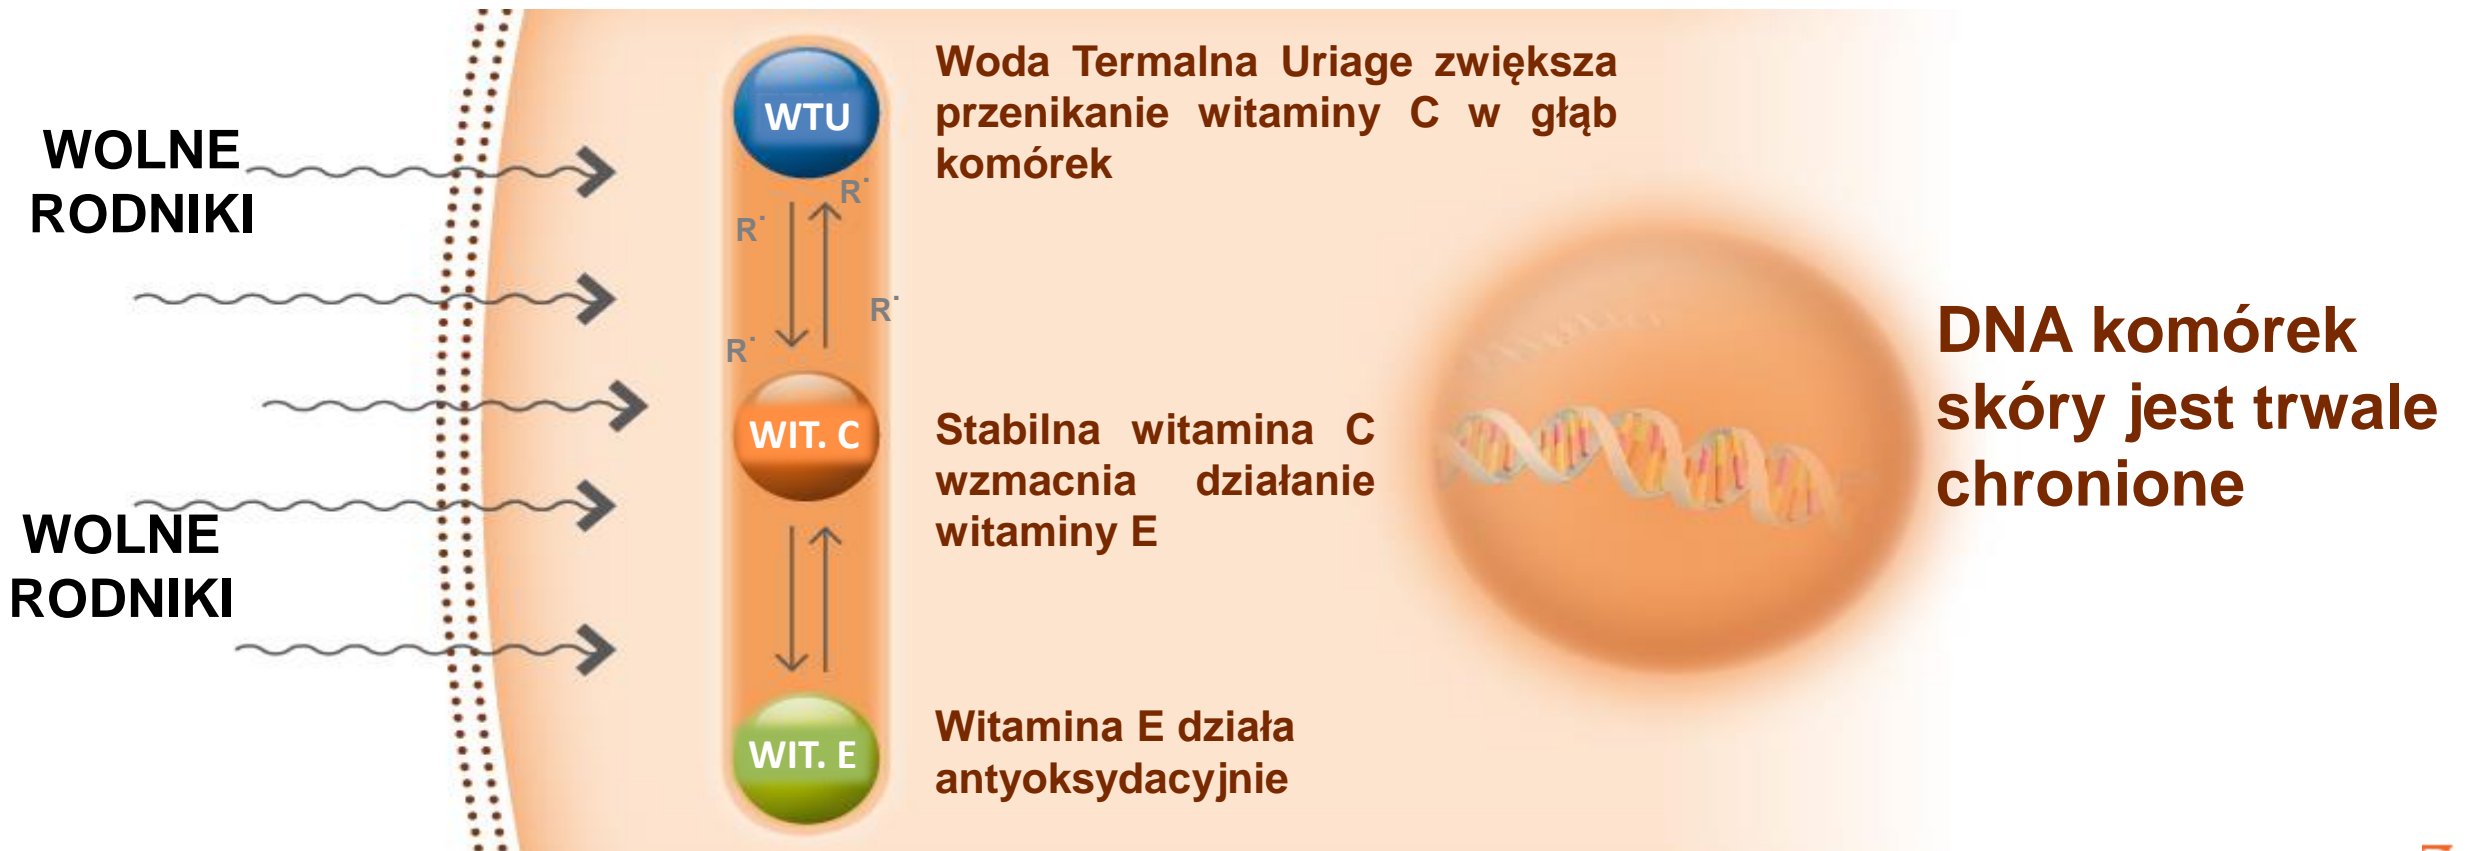 WOLNE
RODNIKI
WOLNE
RODNIKI
WTU
R˙
R˙
R˙
R˙
WIT. C
WIT. E
Woda Termalna Uriage zwiększa
przenikanie witaminy C w głąb
komórek
Stabilna witamina C
wzmacnia działanie
witaminy E
Witamina E działa
antyoksydacyjnie
DNA komórek
skóry jest trwale
chronione